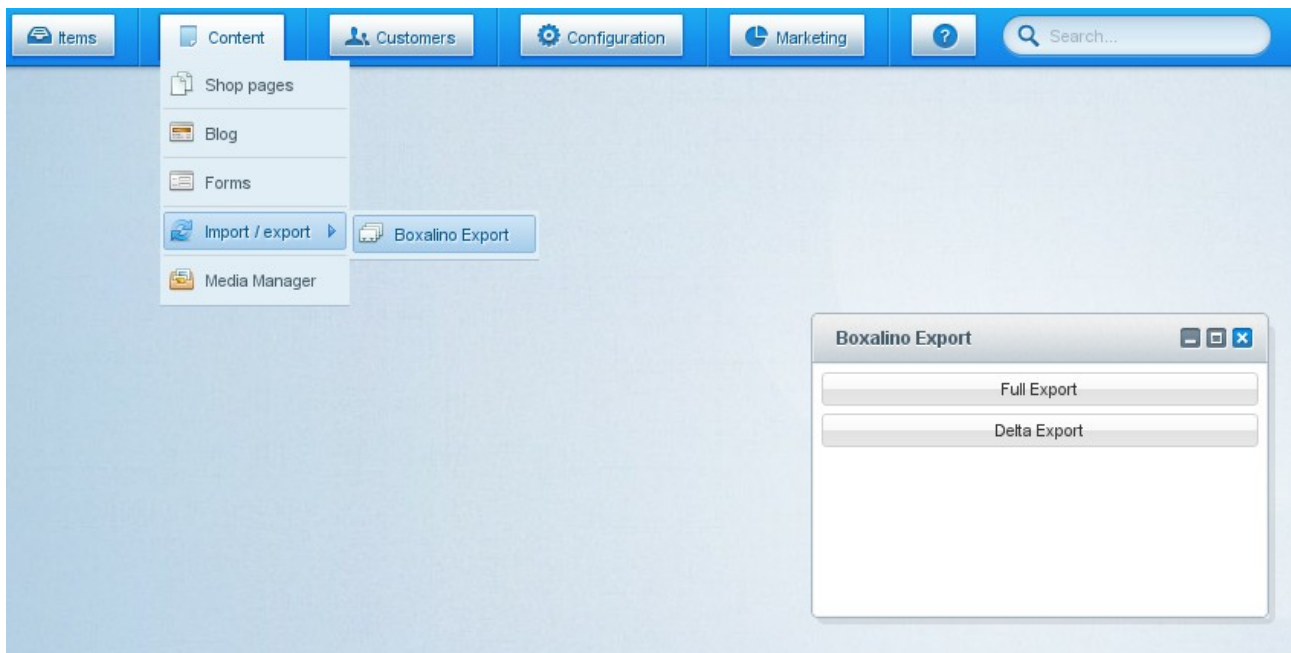 Items
Content
Customers
Configuration
Marketing
?
Search...
Shop pages
Blog
Forms
Import / export
Boxalino Export
Media Manager
Boxalino Export
Full Export
Delta Export